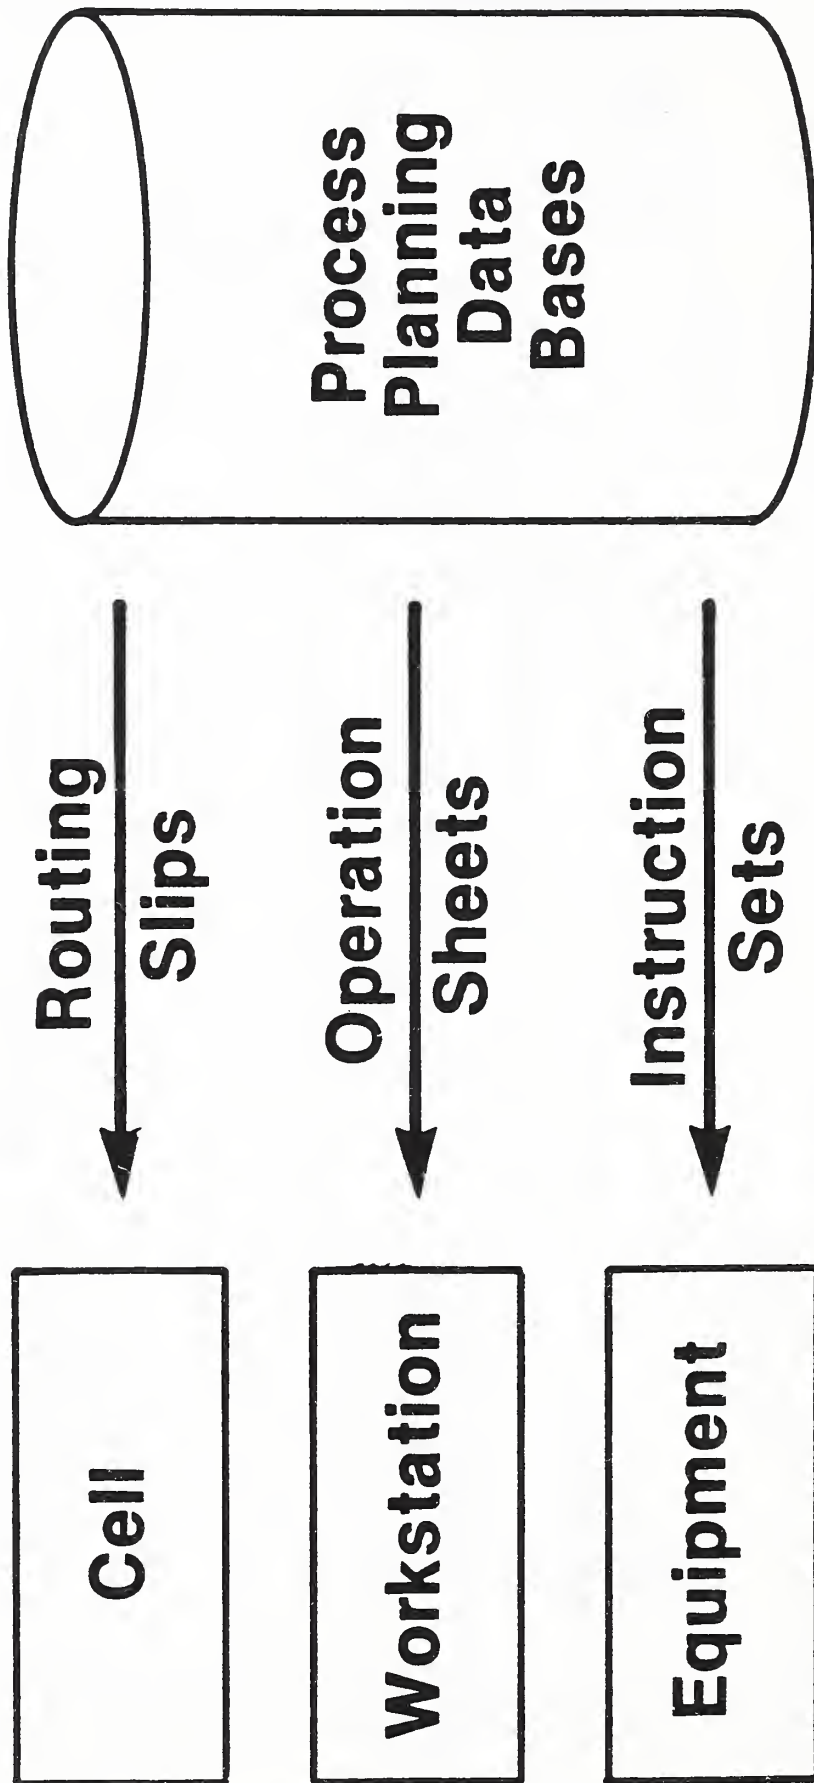 Cell
Routing
Slips
Workstation
Operation
Sheets
Equipment
Instruction
Sets
Process
Planning
Data
Bases